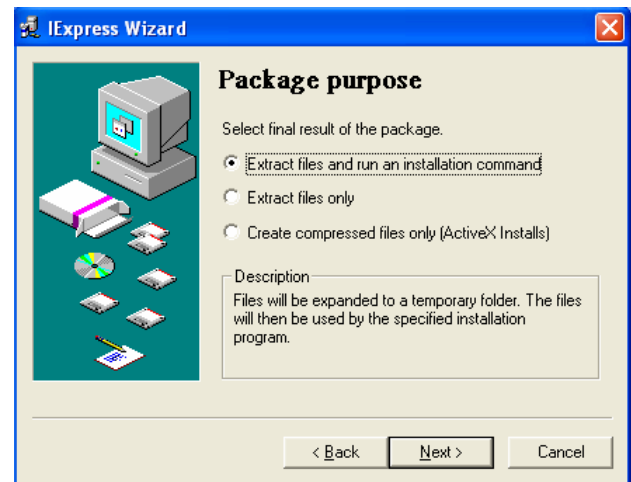 IExpress Wizard
Package purpose
Select final result of the package.
Extract files and run an installation command
Extract files only
Create compressed files only (ActiveX Installs)
Description
Files will be expanded to a temporary folder. The files
will then be used by the specified installation
program.
< Back
Next >
Cancel